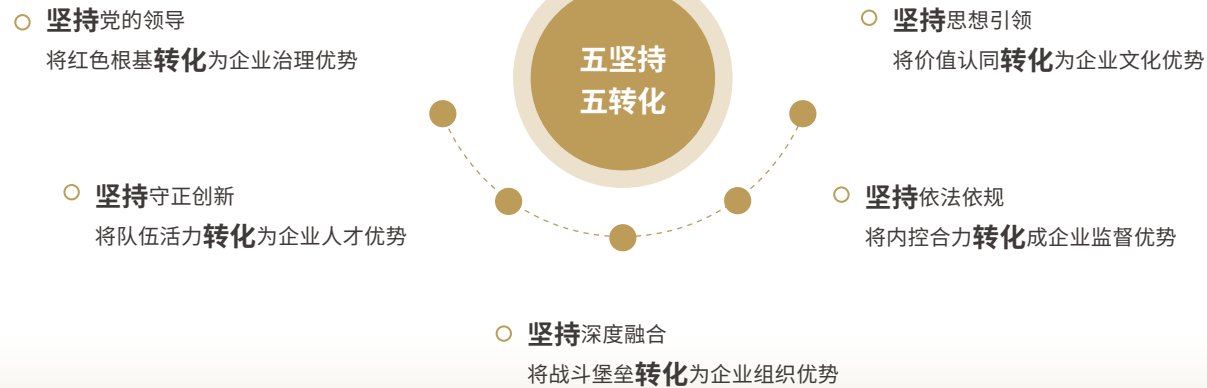 坚持党的领导
将红色根基转化为企业治理优势
五坚持
五转化
坚持思想引领
将价值认同转化为企业文化优势
坚持守正创新
将队伍活力转化为企业人才优势
坚持依法依规
将内控合力转化成企业监督优势
坚持深度融合
将战斗堡垒转化为企业组织优势